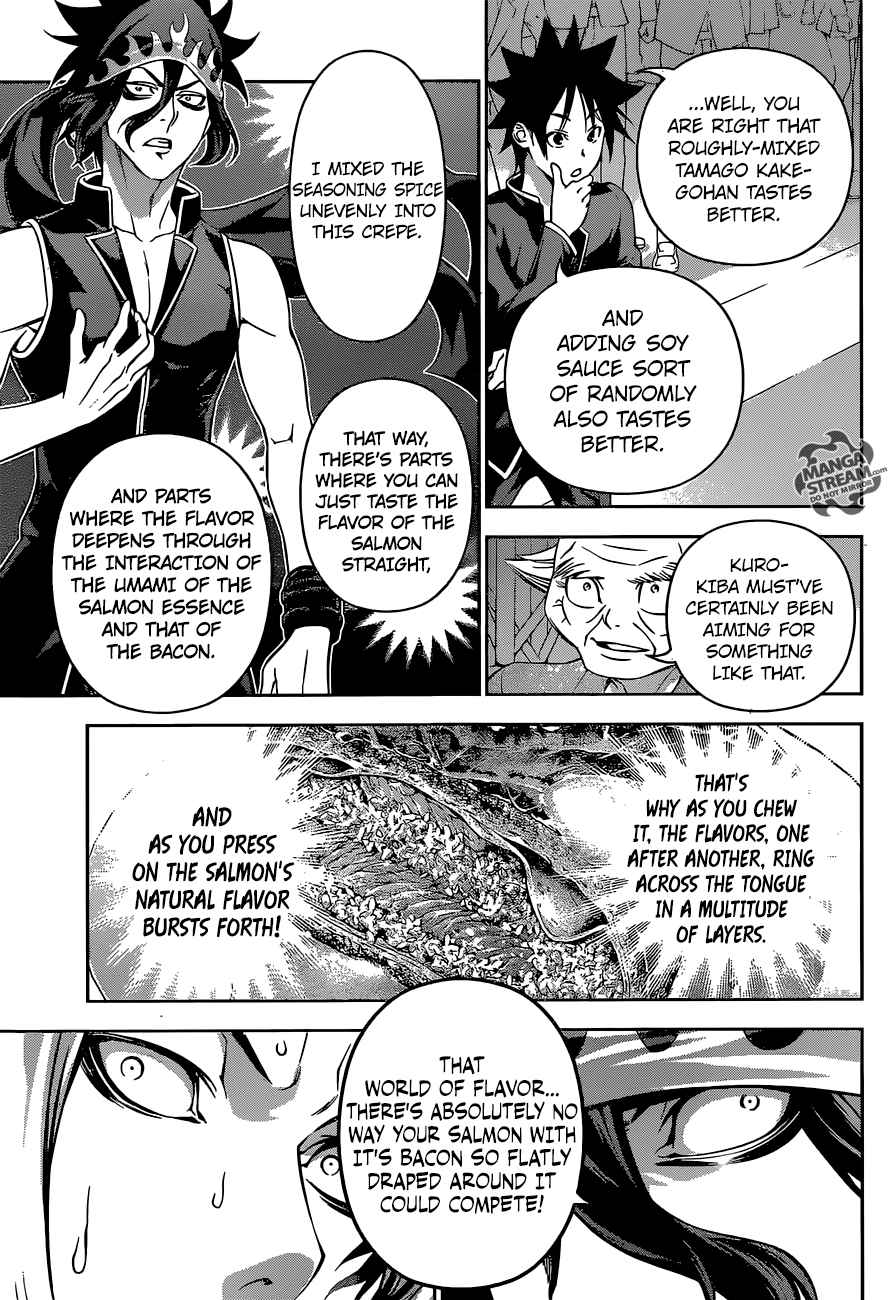 ...WELL, YOU
ARE RIGHT THAT
ROUGHLY-MIXED
TAMAGO KAKE-
GOHAN TASTES
BETTER.
AND
ADDING SOY
SAUCE SORT
OF RANDOMLY
ALSO TASTES
BETTER.
MANGA
STREAM.com
DO NOT MIRROR!
KURO-
KIBA MUST'VE
CERTAINLY BEEN
AIMING FOR
SOMETHING
LIKE THAT.
I MIXED THE
SEASONING SPICE
UNEVENLY INTO
THIS CREPE.
THAT WAY,
THERE'S PARTS
WHERE YOU CAN
JUST TASTE THE
FLAVOR OF THE
SALMON
STRAIGHT,
AND PARTS
WHERE THE FLAVOR
DEEPENS THROUGH
THE INTERACTION OF
THE UMAMI OF THE
SALMON ESSENCE
AND THAT OF
THE BACON.
THAT'S
WHY AS YOU CHEW
IT, THE FLAVORS, ONE
AFTER ANOTHER, RING
ACROSS THE TONGUE
IN A MULTITUDE
OF LAYERS.
AND
AS YOU PRESS
ON THE SALMON'S
NATURAL FLAVOR
BURSTS FORTH!
THAT
WORLD OF FLAVOR...
THERE'S ABSOLUTELY NO
WAY YOUR SALMON WITH
IT'S BACON SO FLATLY
DRAPED AROUND IT
COULD COMPETE!